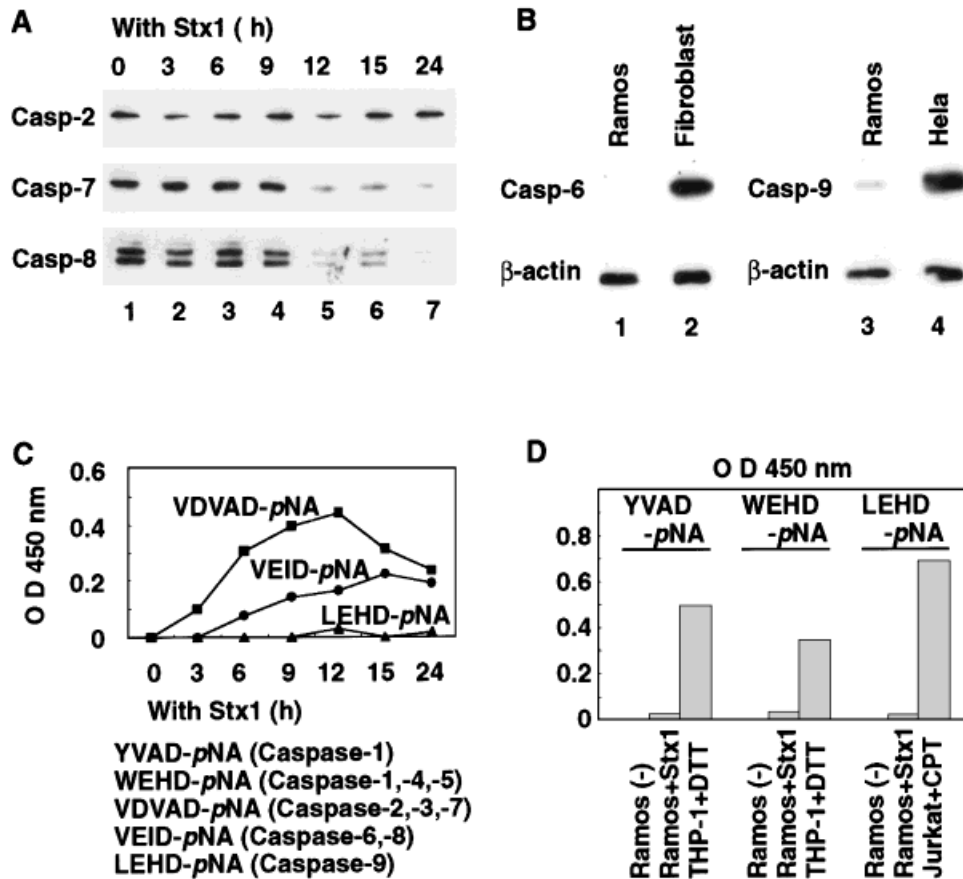 A
With Stx1 ( h)
0 3 6 9 12 15 24
Casp-2
Casp-7
Casp-8
1 2 3 4 5 6 7
B
Ramos
Fibroblast
Ramos
Hela
Casp-6
Casp-9
β-actin
β-actin
1 2 3 4
C
O D 450 nm
0.6
0.4
0.2
0
VDVAD-pNA
VEID-pNA
LEHD-pNA
0 3 6 9 12 15 24
With Stx1 (h)
YVAD-pNA (Caspase-1)
WEHD-pNA (Caspase-1,-4,-5)
VDVAD-pNA (Caspase-2,-3,-7)
VEID-pNA (Caspase-6,-8)
LEHD-pNA (Caspase-9)
D
O D 450 nm
YVAD WEHD LEHD
-pNA -pNA -pNA
0.8
0.6
0.4
0.2
0
Ramos (-)
Ramos+Stx1
THP-1+DTT
Ramos (-)
Ramos+Stx1
THP-1+DTT
Ramos (-)
Ramos+Stx1
Jurkat+CPT